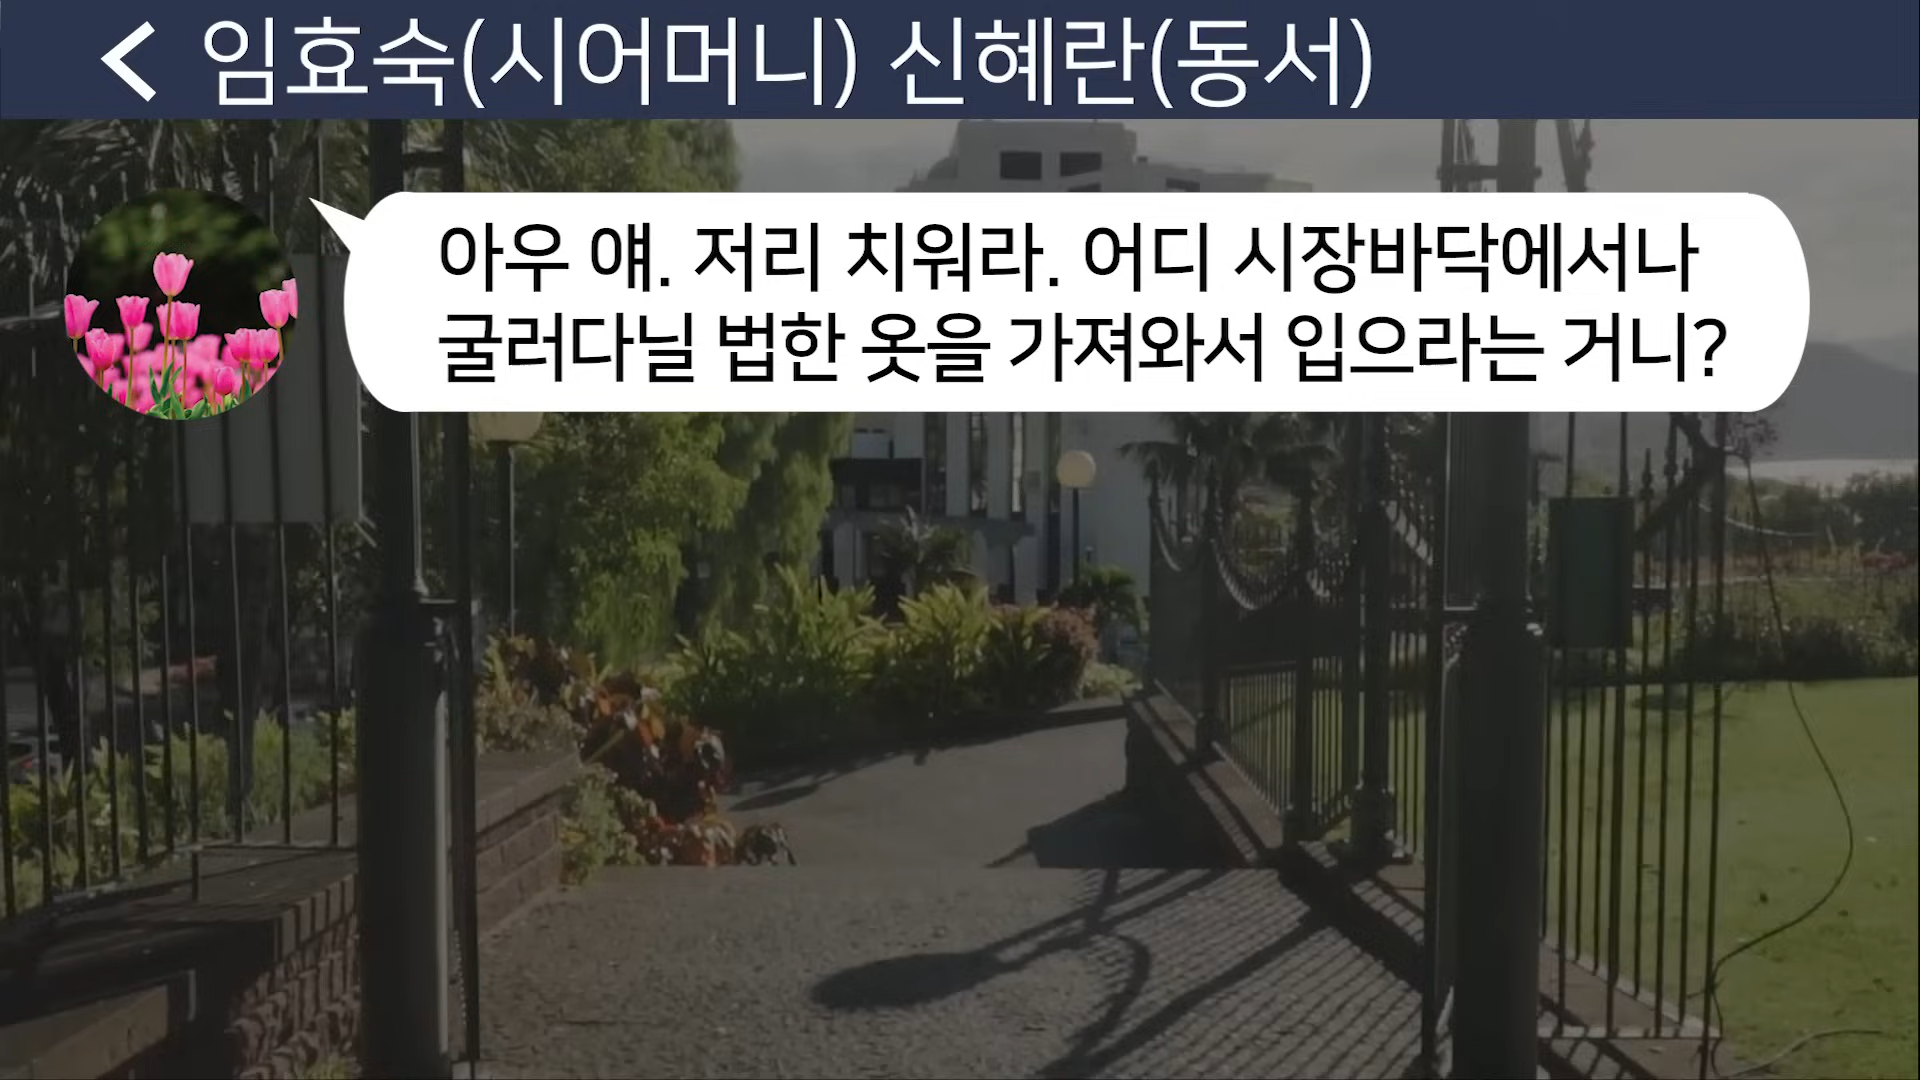 임효숙(시어머니) 신혜란(동서)
아우 얘. 저리 치워라. 어디 시장바닥에서나
굴러다닐 법한 옷을 가져와서 입으라는 거니?